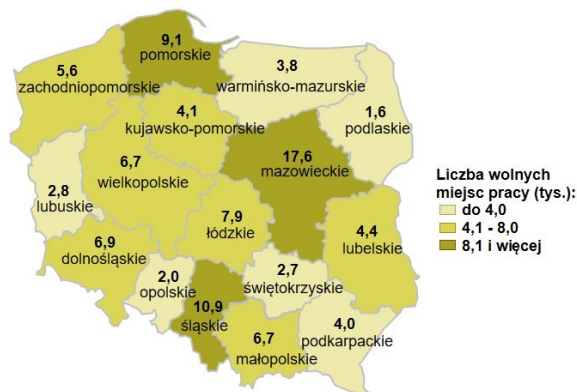 9,1
pomorskie
5,6
zachodniopomorskie
3,8
warmińsko-mazurskie
1,6
podlaskie
4,1
kujawsko-pomorskie
17,6
mazowieckie
6,7
wielkopolskie
2,8
lubuskie
7,9
łódzkie
4,4
lubelskie
6,9
dolnośląskie
2,0
opolskie
10,9
śląskie
2,7
świętokrzyskie
6,7
małopolskie
4,0
podkarpackie
Liczba wolnych
miejsc pracy (tys.):
do 4,0
4,1 - 8,0
8,1 i więcej